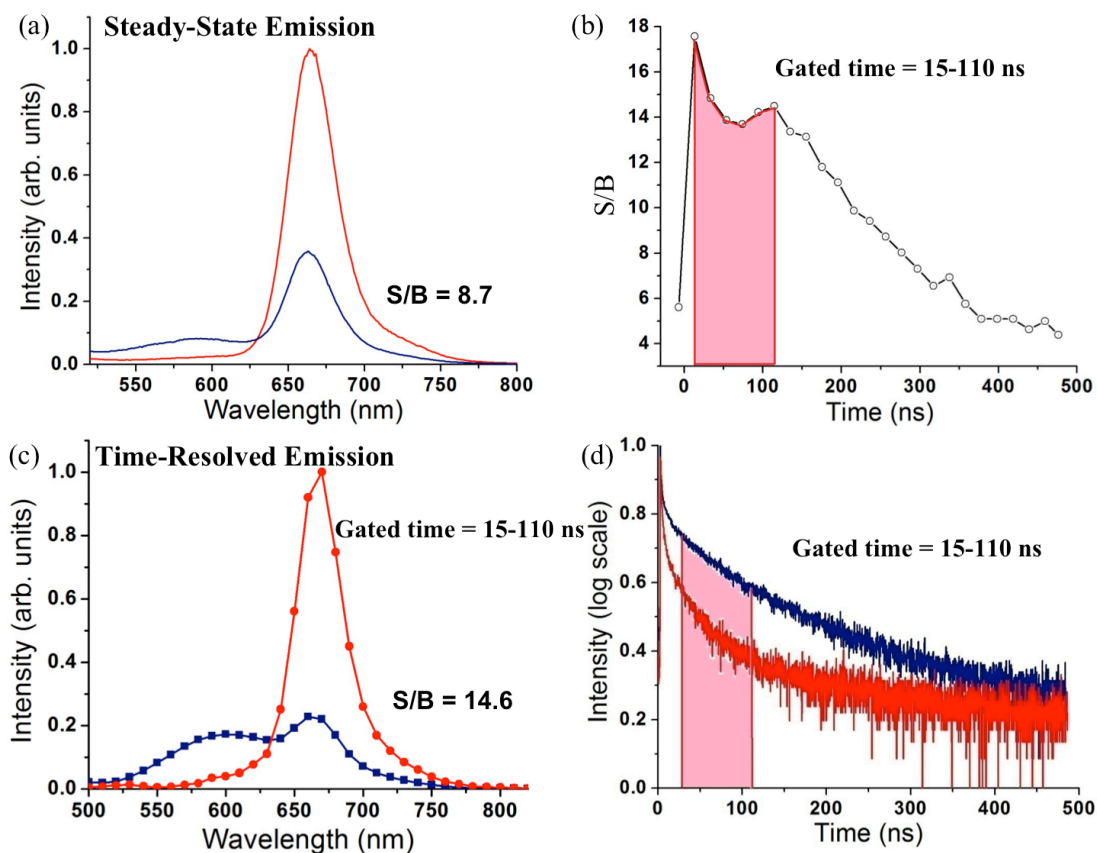 (a)
Steady-State Emission
1.0
0.8
0.6
0.4
0.2
0.0
Intensity (arb. units)
S/B = 8.7
550 600 650 700 750 800
Wavelength (nm)
(b)
18
16
14
12
10
8
6
4
S/B
Gated time = 15-110 ns
0 100 200 300 400 500
Time (ns)
(c)
Time-Resolved Emission
1.0
0.8
0.6
0.4
0.2
0.0
Intensity (arb. units)
Gated time = 15-110 ns
S/B = 14.6
500 550 600 650 700 750 800
Wavelength (nm)
(d)
1.0
0.8
0.6
0.4
0.2
0.0
Intensity (log scale)
Gated time = 15-110 ns
0 100 200 300 400 500
Time (ns)